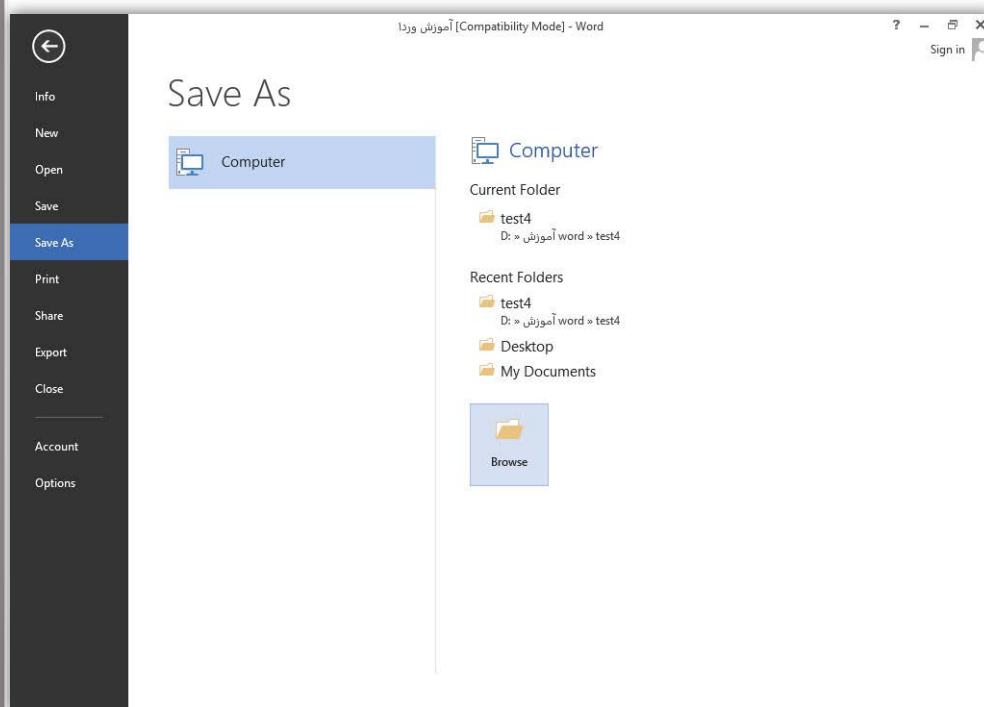 آموزش وردا [Compatibility Mode] - Word
?
Sign in
Info
New
Open
Save
Save As
Print
Share
Export
Close
Account
Options
Save As
Computer
Computer
Current Folder
test4
D: » آموزش word » test4
Recent Folders
test4
D: » آموزش word » test4
Desktop
My Documents
Browse